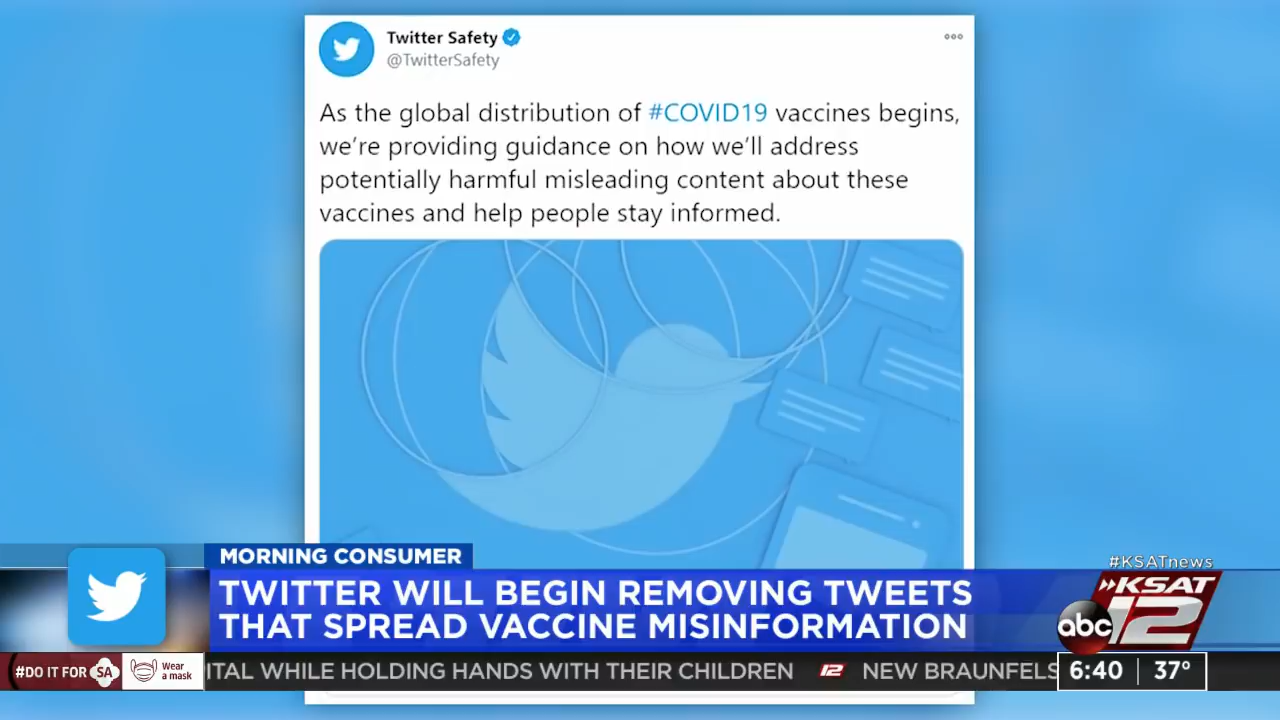 Twitter Safety
@TwitterSafety
As the global distribution of #COVID19 vaccines begins,
we're providing guidance on how we'll address
potentially harmful misleading content about these
vaccines and help people stay informed.
MORNING CONSUMER
TWITTER WILL BEGIN REMOVING TWEETS
THAT SPREAD VACCINE MISINFORMATION
#KSATnews
KSAT
abc 12
#DO IT FOR SA
Wear
a mask
ITAL WHILE HOLDING HANDS WITH THEIR CHILDREN 12 NEW BRAUNFELS
6:40 37°